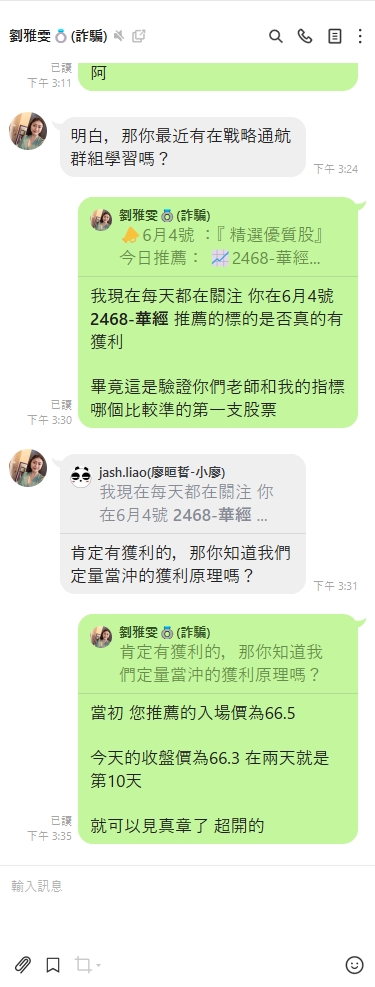 劉雅雯💍(詐騙)
阿
已讀
下午 3:11
明白，那你最近有在戰略通航
群組學習嗎？
下午 3:24
劉雅雯💍(詐騙)
📣6月4號 ：『 精選優質股』
今日推薦： 💹2468-華經...
我現在每天都在關注 你在6月4號
2468-華經 推薦的標的是否真的有
獲利
畢竟這是驗證你們老師和我的指標
哪個比較準的第一支股票
已讀
下午 3:30
jash.liao(廖晅晢-小廖)
我現在每天都在關注 你
在6月4號 2468-華經 ...
肯定有獲利的，那你知道我們
定量當沖的獲利原理嗎？
下午 3:31
劉雅雯💍(詐騙)
肯定有獲利的，那你知道我
們定量當沖的獲利原理嗎？
當初 您推薦的入場價為66.5
今天的收盤價為66.3 在兩天就是
第10天
就可以見真章了 超開的
已讀
下午 3:35
輸入訊息